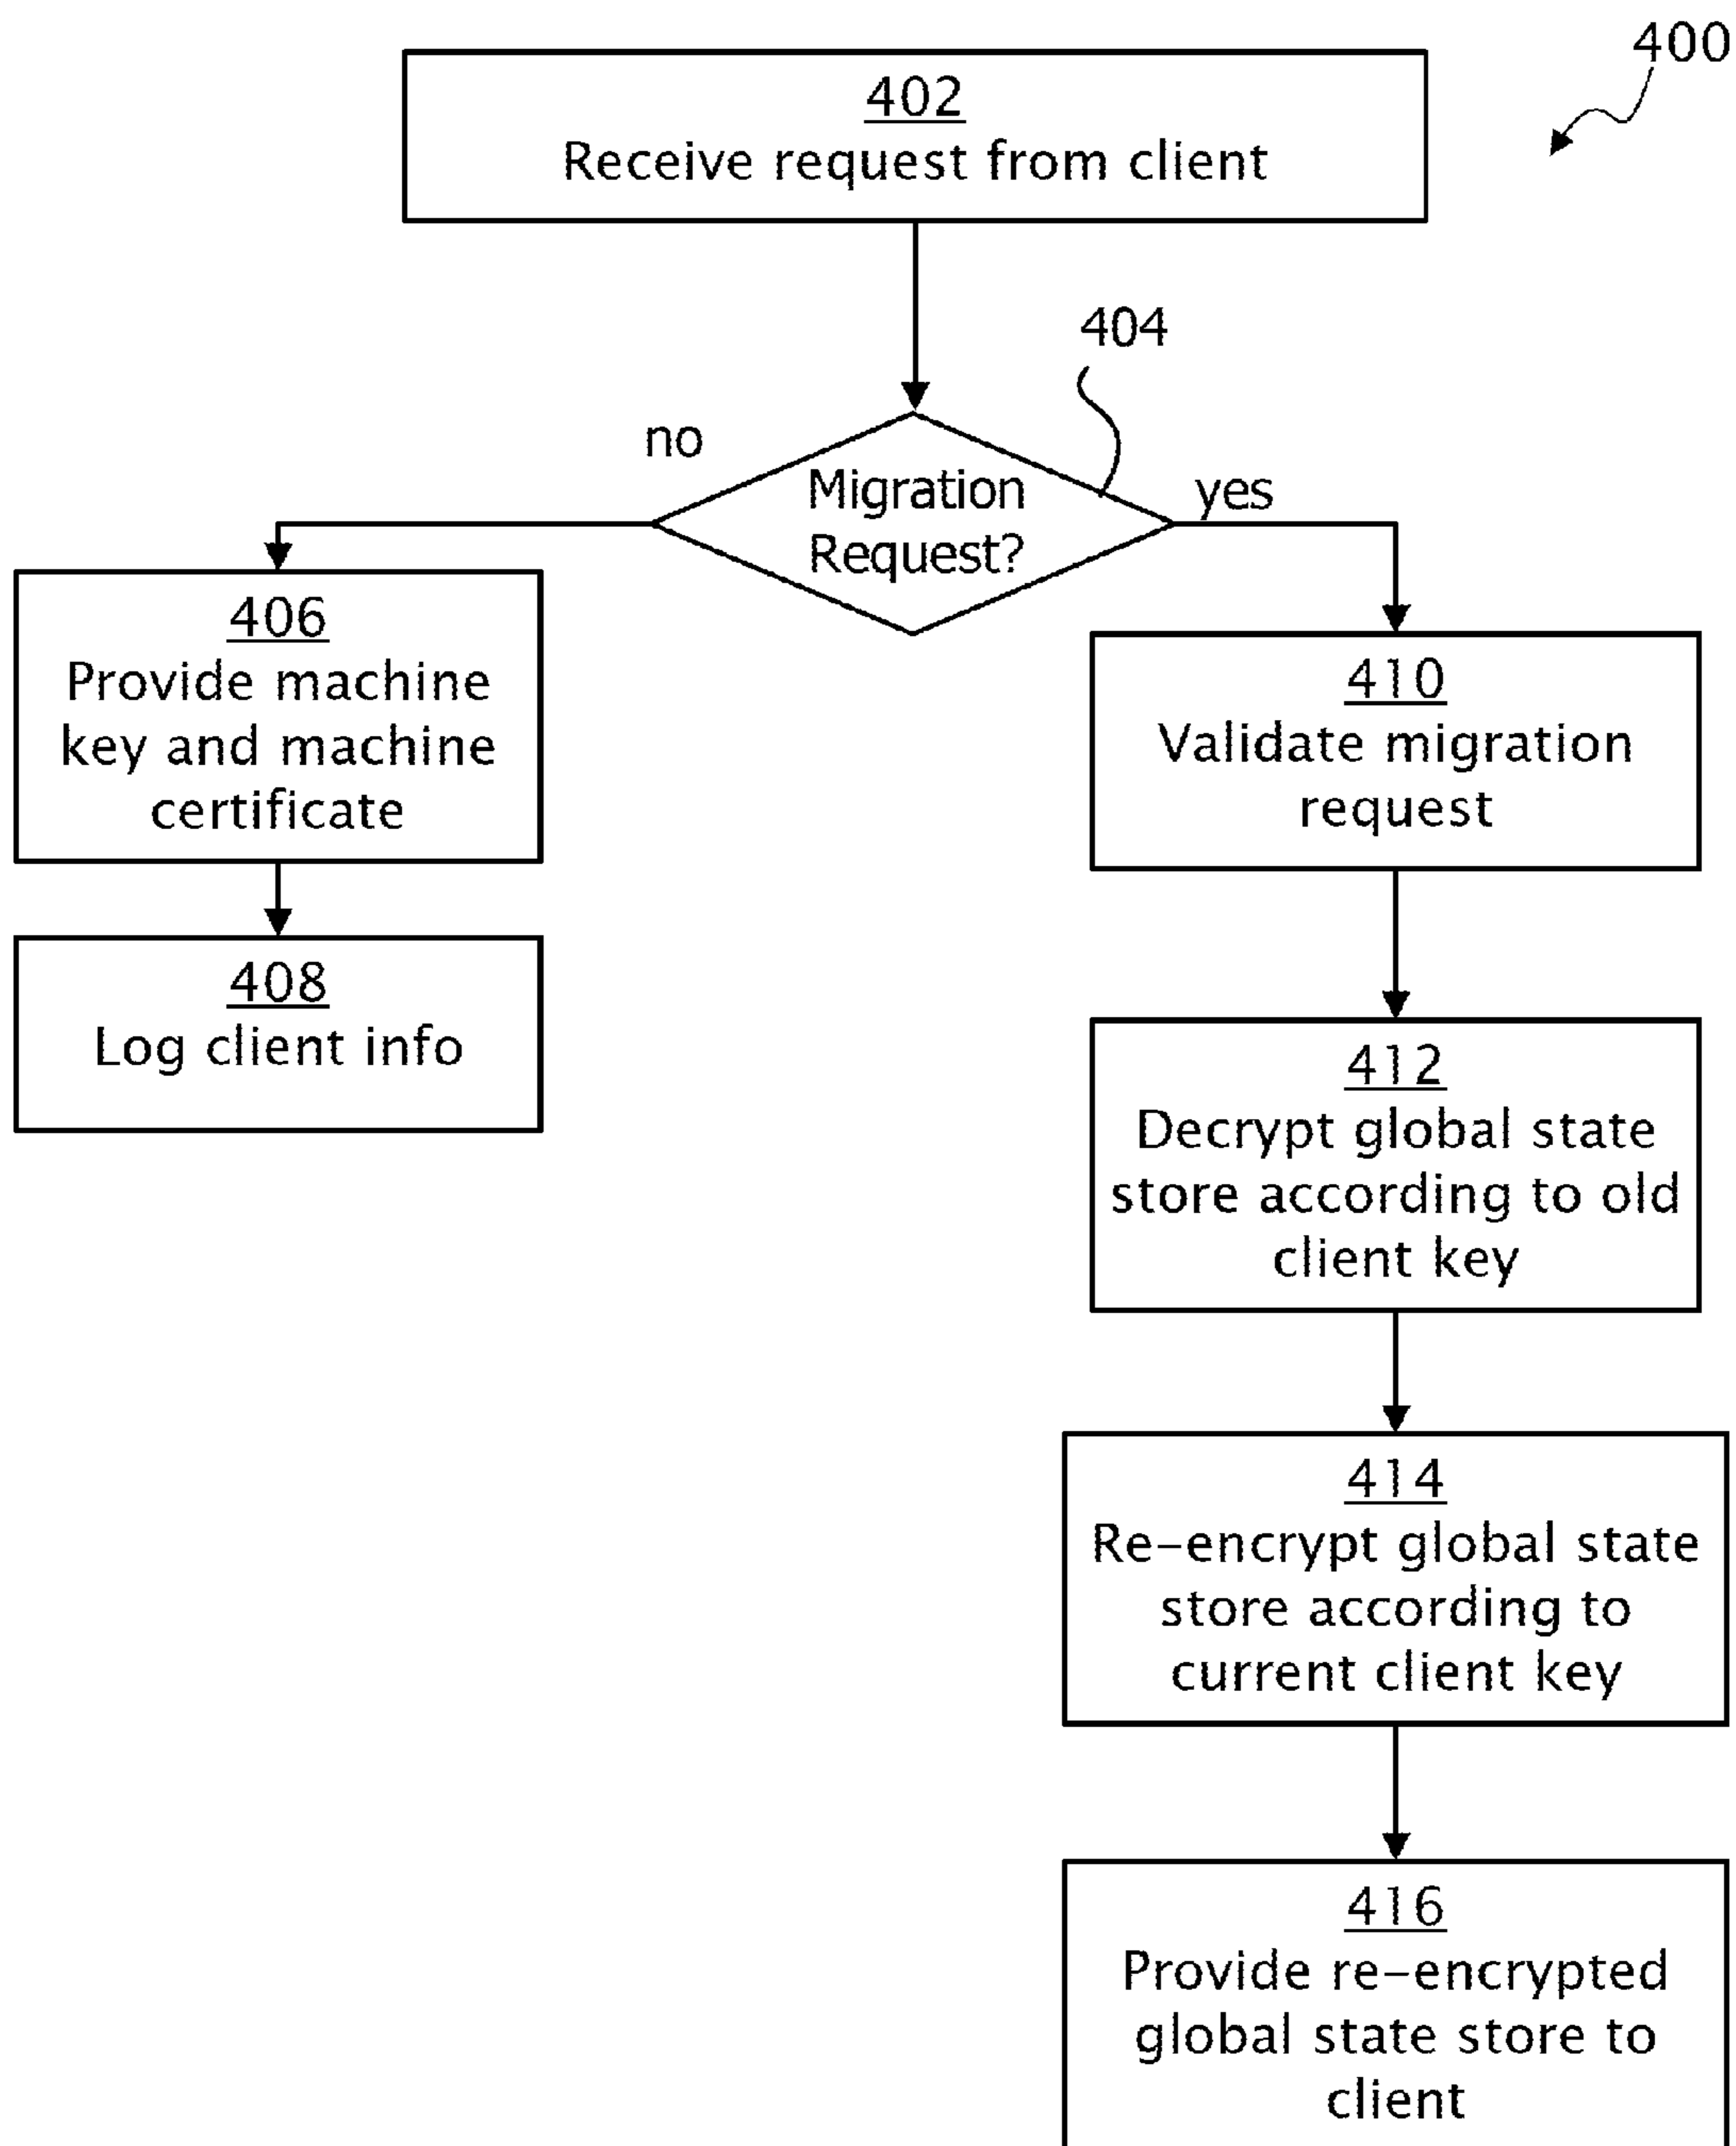 400
402
Receive request from client
404
no
Migration
Request?
yes
406
Provide machine
key and machine
certificate
408
Log client info
410
Validate migration
request
412
Decrypt global state
store according to old
client key
414
Re-encrypt global state
store according to
current client key
416
Provide re-encrypted
global state store to
client